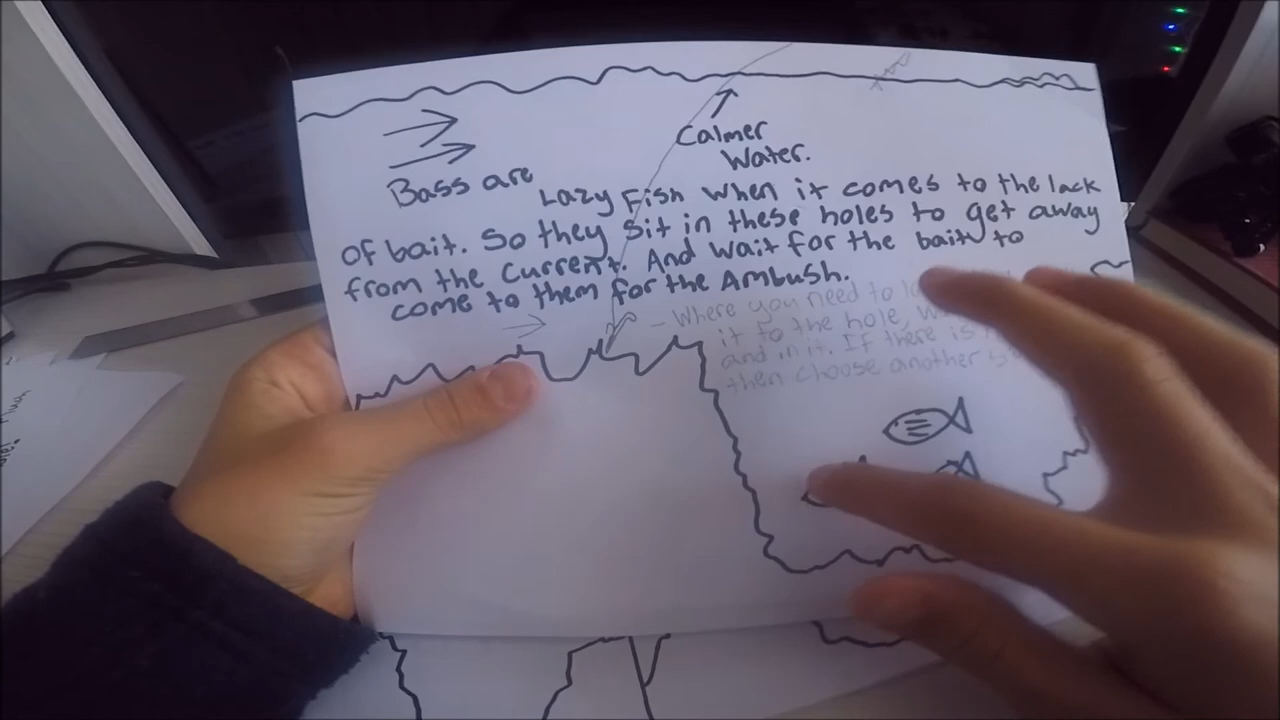 Calmer
Water.
Bass are Lazy Fish when it comes to the lack
of bait. So they sit in these holes to get away
from the Current. And Wait for the bait to
come to them for the Ambush.
- Where you need to
it to the hole,
and in it. If there is
then choose another